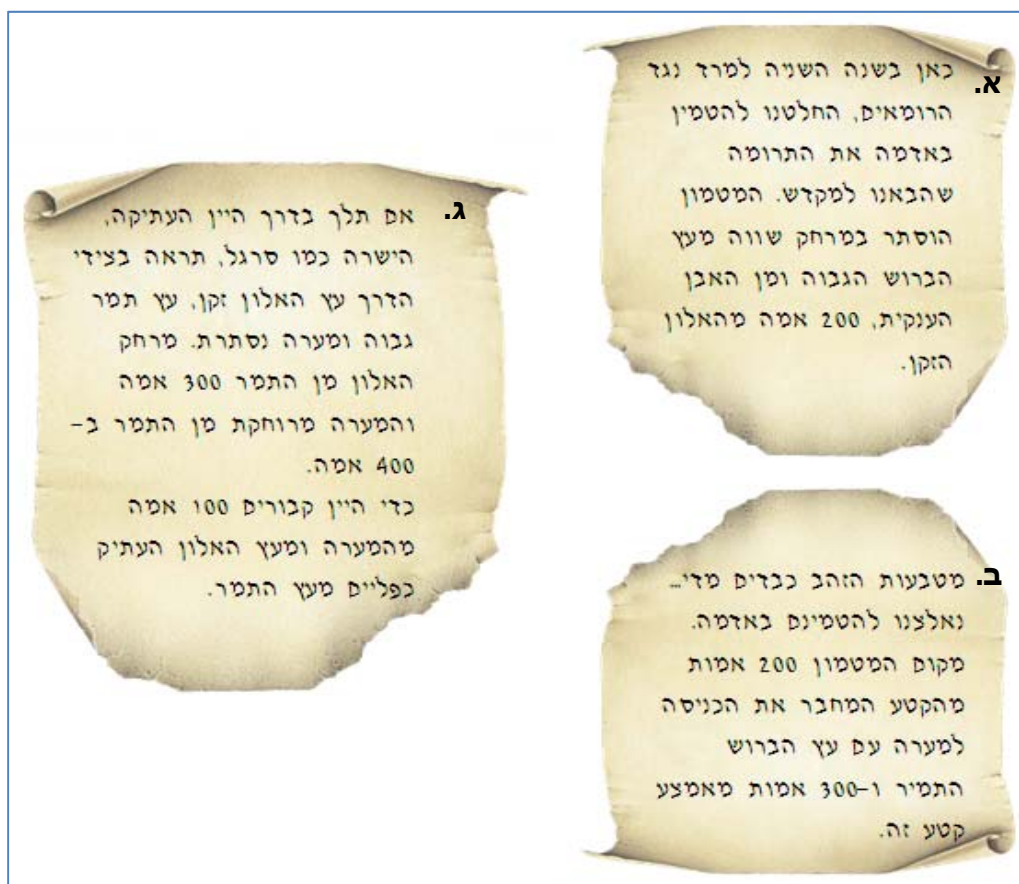 א.
כאן בשנה השניה למרד נגד
הרומאים, החלטנו להטמין
באדמה את התרומה
שהבאנו למקדש. המטמון
הוסתר במרחק שווה מעץ
הברוש הגבוה ומן האבן
הענקית, 200 אמה מהאלון
הזקן.
ב.
מטבעות הזהב כבדים מדי...
נאלצנו להטמינם באדמה.
מקום המטמון 200 אמות
מהקטע המחבר את הכניסה
למערה עם עץ הברוש
התמיר ו-300 אמות מאמצע
קטע זה.
ג.
אם תלך בדרך היין העתיקה,
הישרה כמו סרגל, תראה בצידי
הדרך עץ האלון זקן, עץ תמר
גבוה ומערה נסתרת. מרחק
האלון מן התמר 300 אמה
והמערה מרוחקת מן התמר ב-
400 אמה.
כדי היין קבורים 100 אמה
מהמערה ומעץ האלון העתיק
כפליים מעץ התמר.